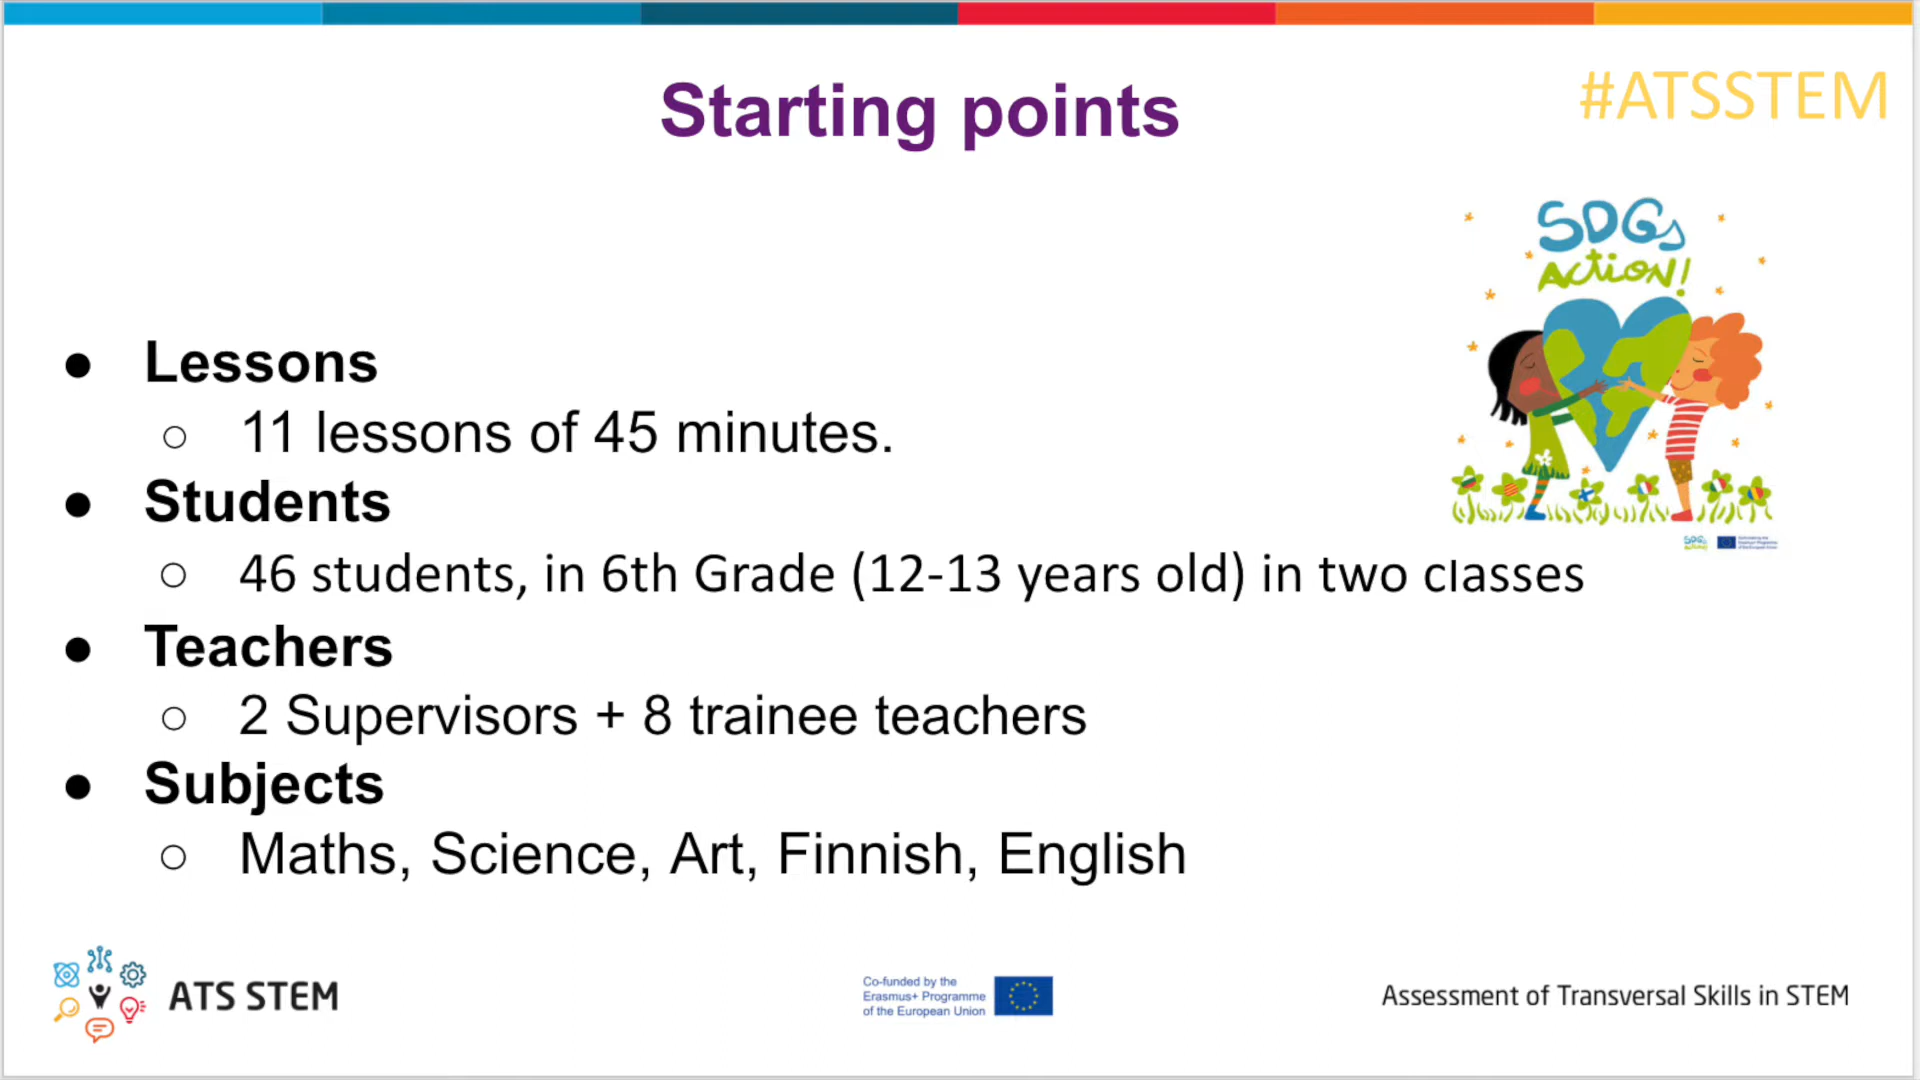 Starting points
#ATSSTEM
SDGs
ACTION!
● Lessons
○ 11 lessons of 45 minutes.
● Students
○ 46 students, in 6th Grade (12-13 years old) in two classes
● Teachers
○ 2 Supervisors + 8 trainee teachers
● Subjects
○ Maths, Science, Art, Finnish, English
ATS STEM
Co-funded by the
Erasmus+ Programme
of the European Union
Assessment of Transversal Skills in STEM